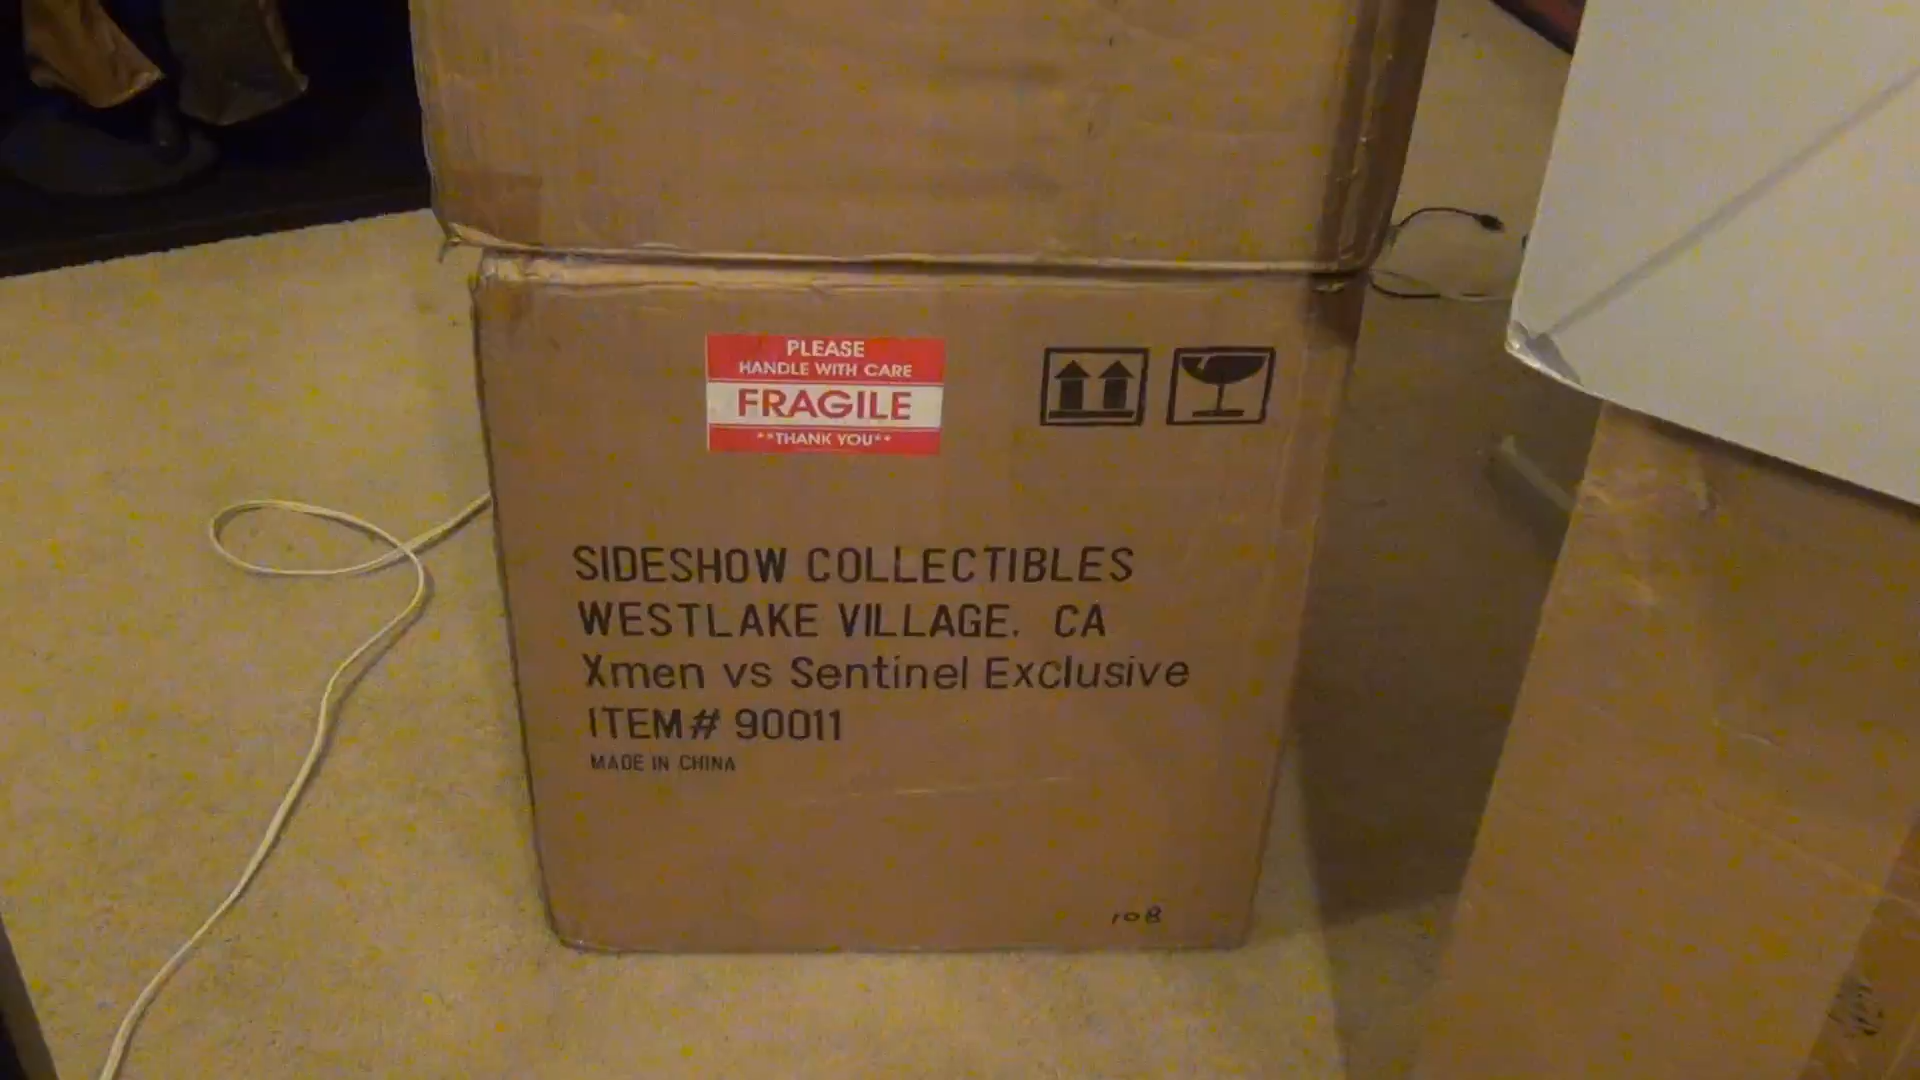 PLEASE
HANDLE WITH CARE
FRAGILE
**THANK YOU**
SIDESHOW COLLECTIBLES
WESTLAKE VILLAGE. CA
Xmen vs Sentinel Exclusive
ITEM# 90011
MADE IN CHINA
108